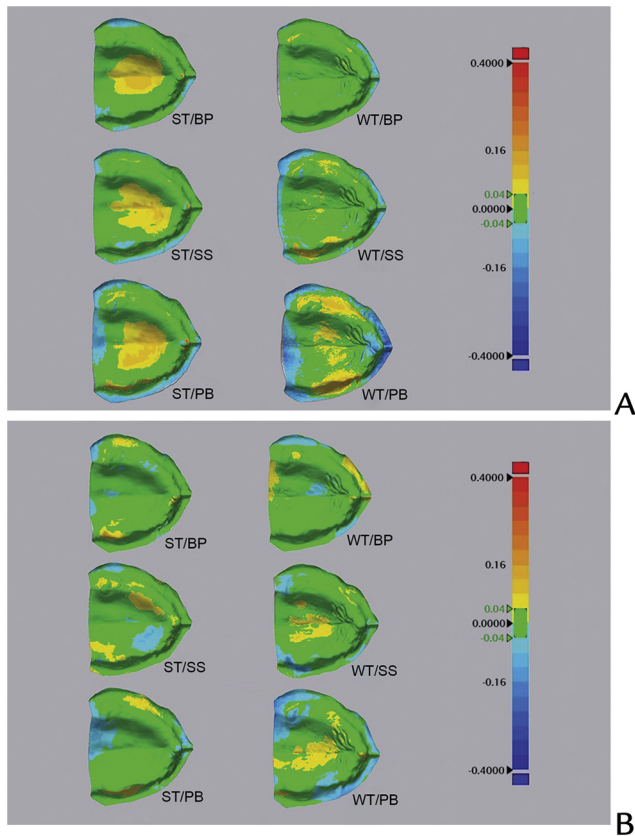 ST/BP
WT/BP
ST/SS
WT/SS
ST/PB
WT/PB
0.4000
0.16
0.04
0.0000
-0.04
-0.16
-0.4000
A
ST/BP
WT/BP
ST/SS
WT/SS
ST/PB
WT/PB
0.4000
0.16
0.04
0.0000
-0.04
-0.16
-0.4000
B